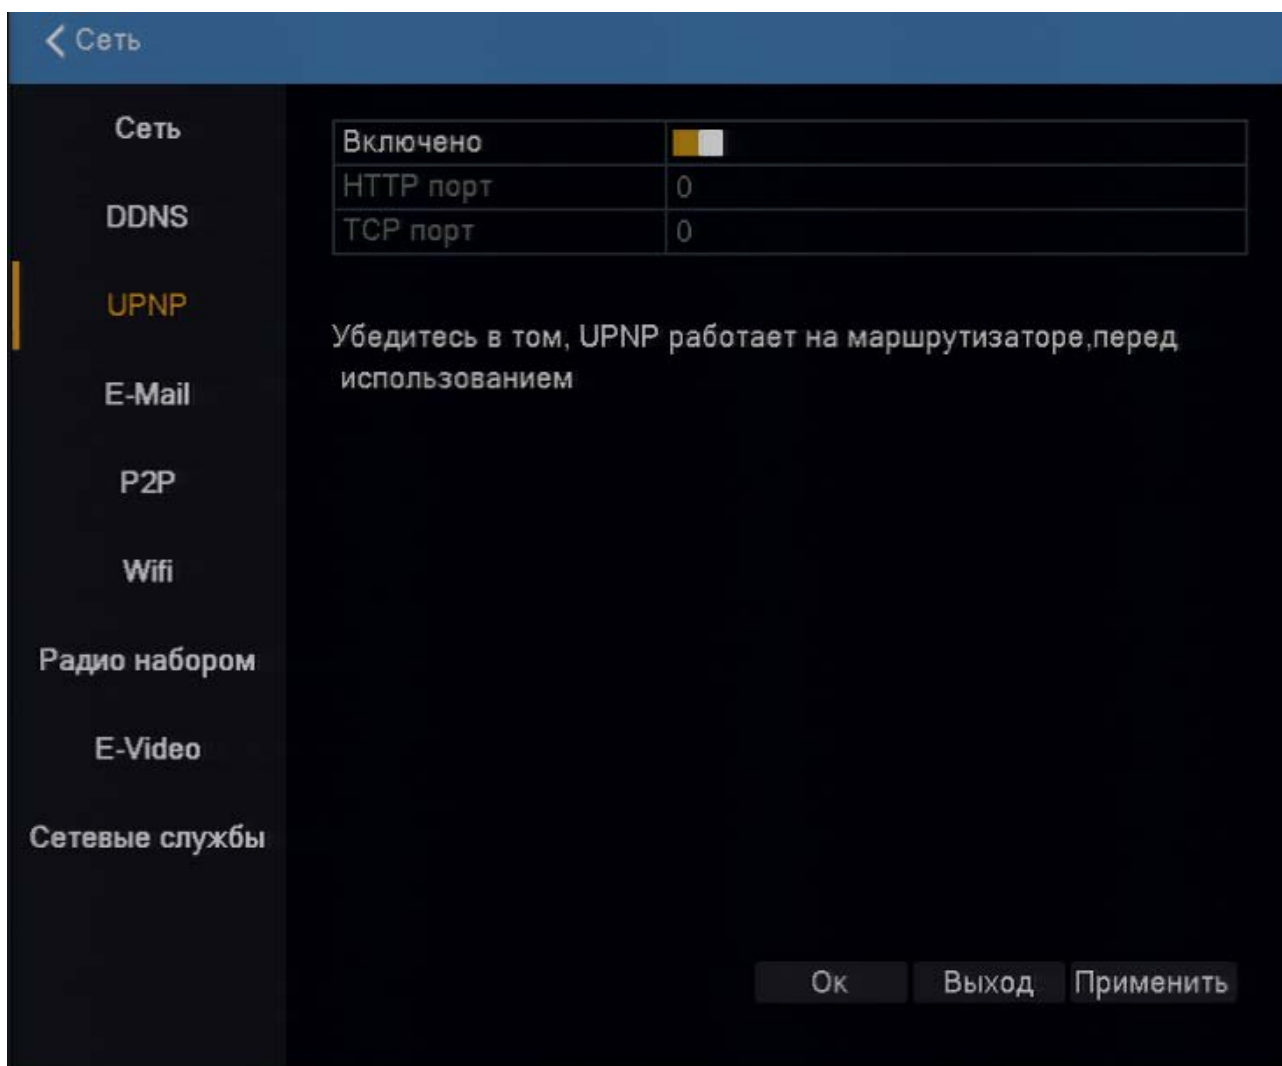 Сеть
Сеть
DDNS
UPNP
E-Mail
P2P
Wifi
Радио набором
E-Video
Сетевые службы
Включено
HTTP порт 0
TCP порт 0
Убедитесь в том, UPNP работает на маршрутизаторе,перед
использованием
Ок Выход Применить